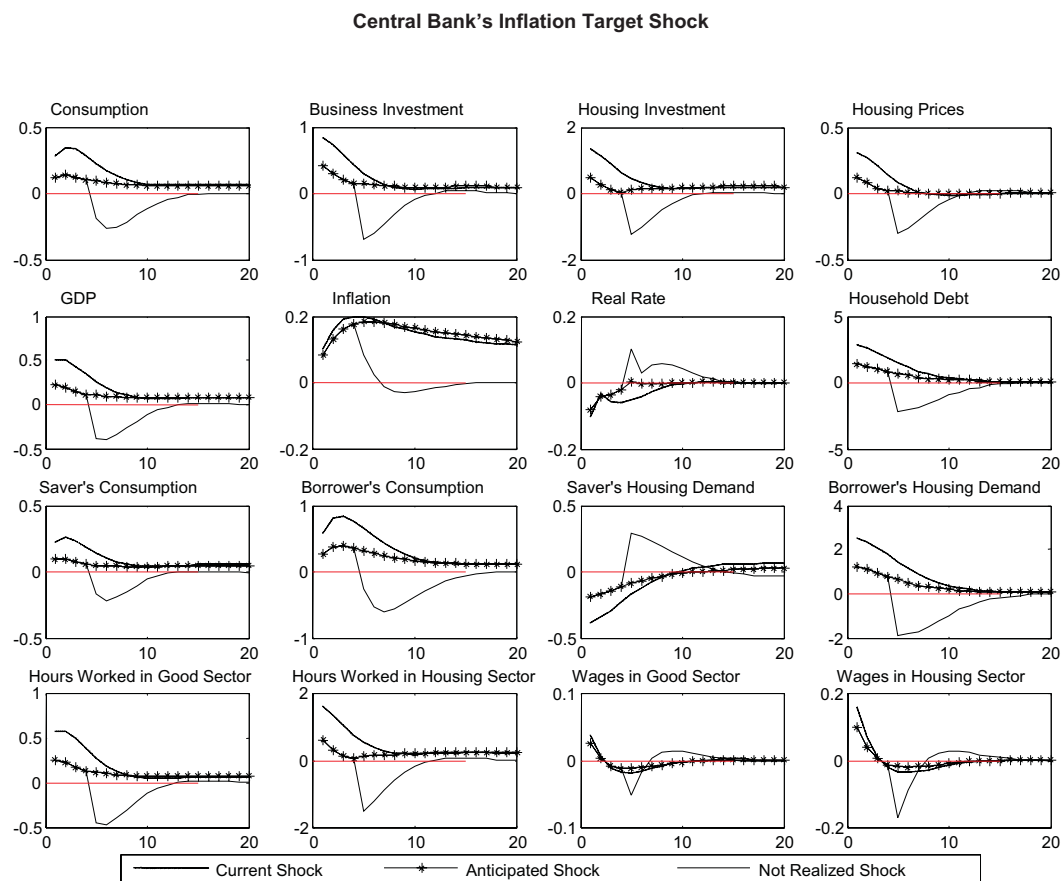 Central Bank's Inflation Target Shock
Consumption
Business Investment
Housing Investment
Housing Prices
0.5
0
-0.5
0 10 20
1
0
-1
0 10 20
2
0
-2
0 10 20
0.5
0
-0.5
0 10 20
GDP
Inflation
Real Rate
Household Debt
1
0.5
0
-0.5
0 10 20
0.2
0
-0.2
0 10 20
0.2
0
-0.2
0 10 20
5
0
-5
0 10 20
Saver's Consumption
Borrower's Consumption
Saver's Housing Demand
Borrower's Housing Demand
0.5
0
-0.5
0 10 20
1
0
-1
0 10 20
0.5
0
-0.5
0 10 20
4
2
0
-2
0 10 20
Hours Worked in Good Sector
Hours Worked in Housing Sector
Wages in Good Sector
Wages in Housing Sector
1
0.5
0
-0.5
0 10 20
2
0
-2
0 10 20
0.1
0
-0.1
0 10 20
0.2
0
-0.2
0 10 20
Current Shock
Anticipated Shock
Not Realized Shock